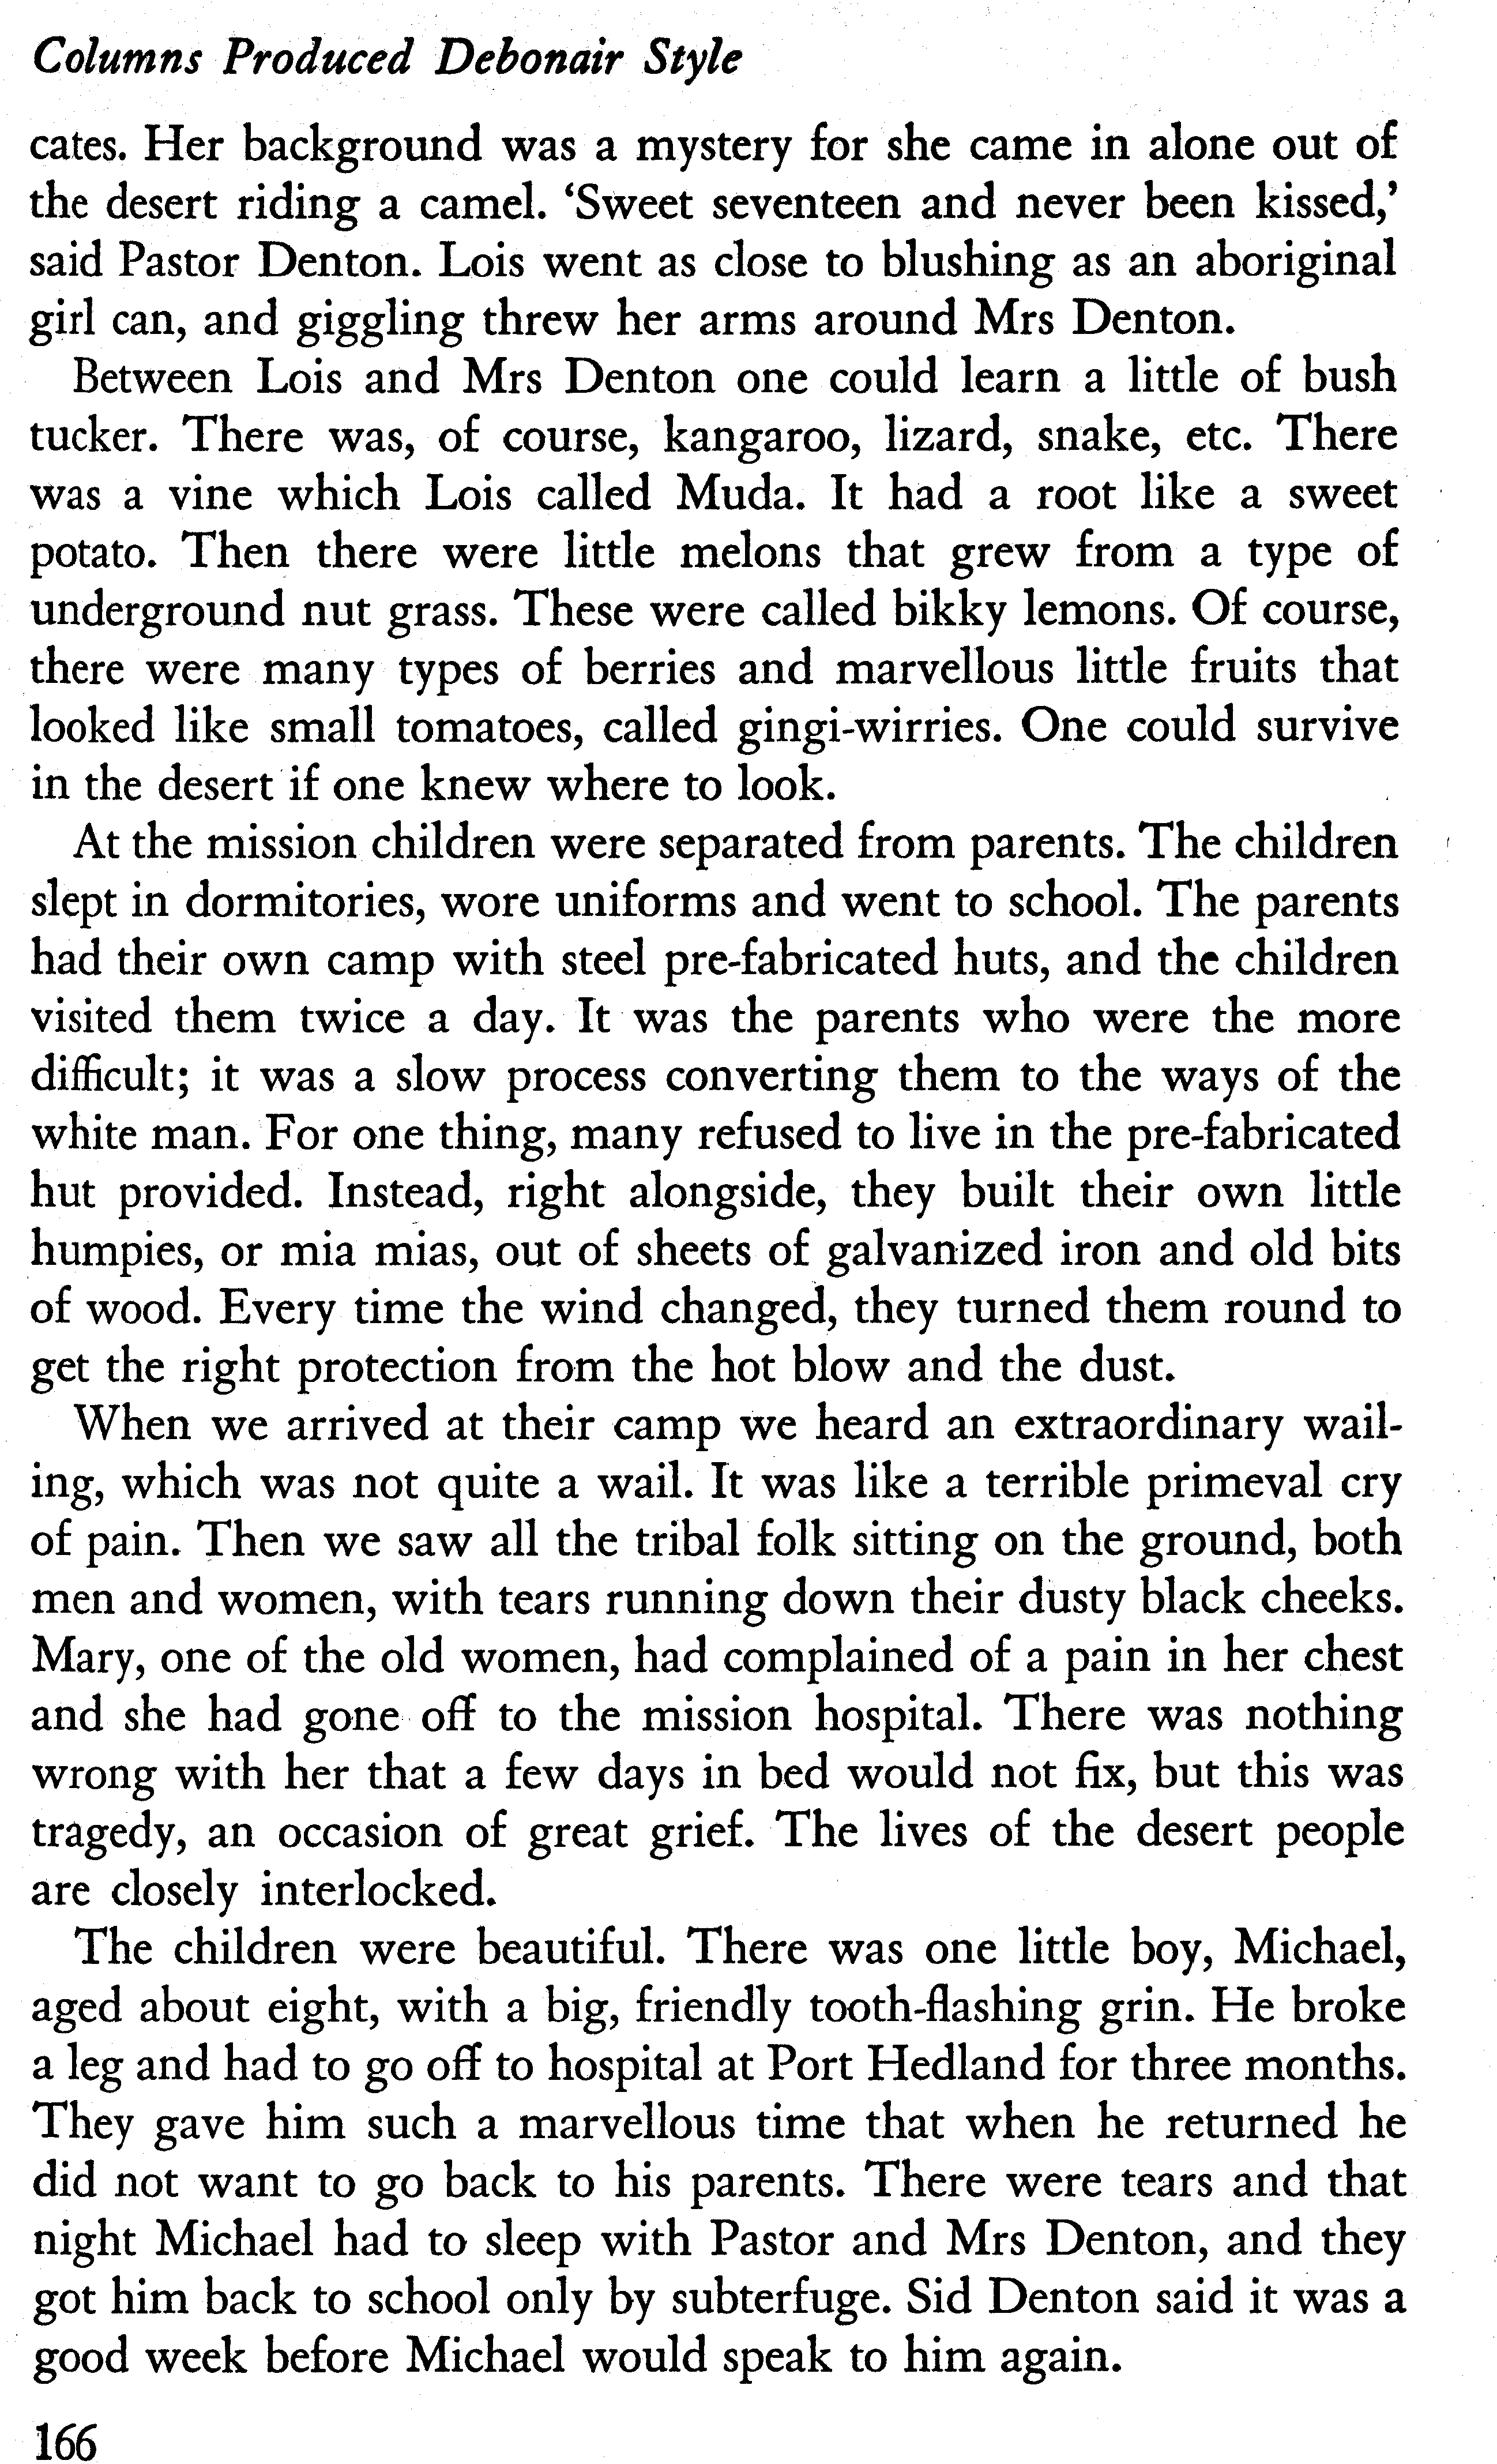 Columns Produced Debonair Style
cates. Her background was a mystery for she came in alone out of
the desert riding a camel. ‘Sweet seventeen and never been kissed,’
said Pastor Denton. Lois went as close to blushing as an aboriginal
girl can, and giggling threw her arms around Mrs Denton.
Between Lois and Mrs Denton one could learn a little of bush
tucker. There was, of course, kangaroo, lizard, snake, etc. There
was a vine which Lois called Muda. It had a root like a sweet
potato. Then there were little melons that grew from a type of
underground nut grass. These were called bikky lemons. Of course,
there were many types of berries and marvellous little fruits that
looked like small tomatoes, called gingi-wirries. One could survive
in the desert if one knew where to look.
At the mission children were separated from parents. The children
slept in dormitories, wore uniforms and went to school. The parents
had their own camp with steel pre-fabricated huts, and the children
visited them twice a day. It was the parents who were the more
difficult; it was a slow process converting them to the ways of the
white man. For one thing, many refused to live in the pre-fabricated
hut provided. Instead, right alongside, they built their own little
humpies, or mia mias, out of sheets of galvanized iron and old bits
of wood. Every time the wind changed, they turned them round to
get the right protection from the hot blow and the dust.
When we arrived at their camp we heard an extraordinary wail-
ing, which was not quite a wail. It was like a terrible primeval cry
of pain. Then we saw all the tribal folk sitting on the ground, both
men and women, with tears running down their dusty black cheeks.
Mary, one of the old women, had complained of a pain in her chest
and she had gone off to the mission hospital. There was nothing
wrong with her that a few days in bed would not fix, but this was
tragedy, an occasion of great grief. The lives of the desert people
are closely interlocked.
The children were beautiful. There was one little boy, Michael,
aged about eight, with a big, friendly tooth-flashing grin. He broke
a leg and had to go off to hospital at Port Hedland for three months.
They gave him such a marvellous time that when he returned he
did not want to go back to his parents. There were tears and that
night Michael had to sleep with Pastor and Mrs Denton, and they
got him back to school only by subterfuge. Sid Denton said it was a
good week before Michael would speak to him again.
166